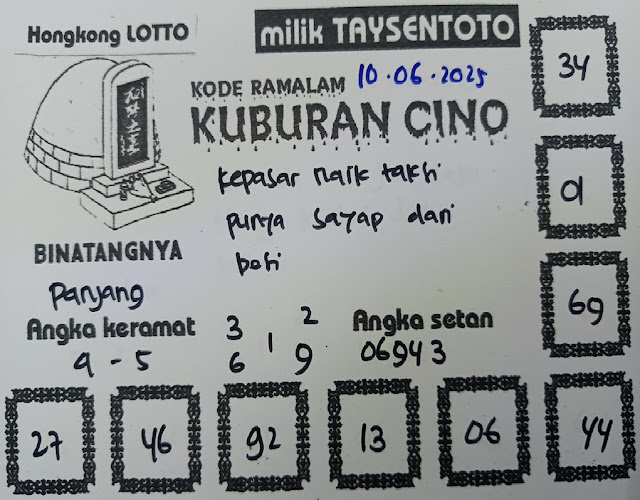 Hongkong LOTTO
milik TAYSENTOTO
KODE RAMALAM 10.06.2025
KUBURAN CINO
kepasar naik taksi
punya sayap dari
besi
BINATANGNYA
Panjang
Angka keramat
9 - 5
3 2
1
6 9
Angka setan
06943
34
9
69
27 46 92 13 06 44